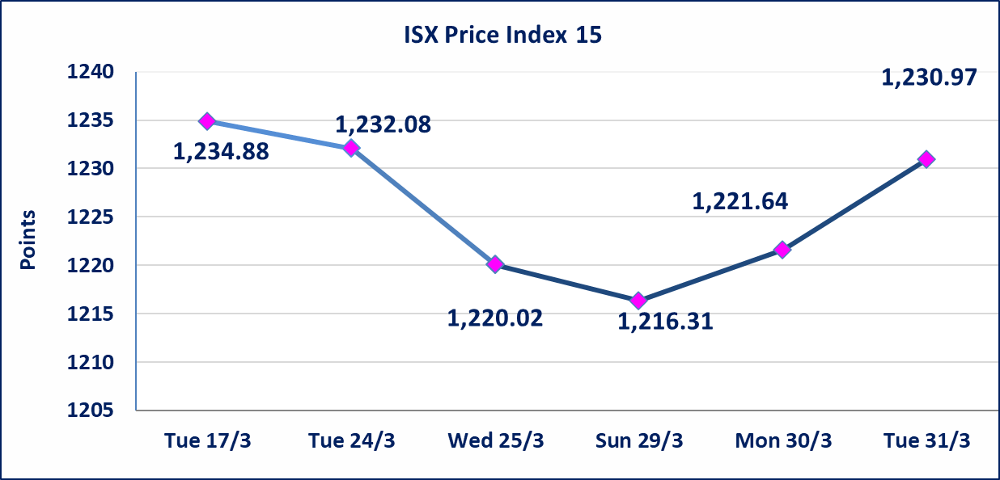 ISX Price Index 15
1240
1235
1230
1225
1220
1215
1210
1205
Points
1,234.88
1,232.08
1,220.02
1,216.31
1,221.64
1,230.97
Tue 17/3
Tue 24/3
Wed 25/3
Sun 29/3
Mon 30/3
Tue 31/3